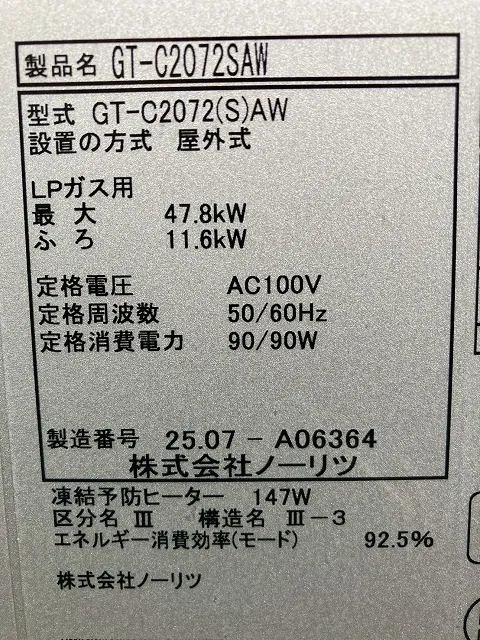 製品名 GT-C2072SAW
型式 GT-C2072(S)AW
設置の方式 屋外式
LPガス用
最 大 47.8kW
ふ ろ 11.6kW
定格電圧 AC100V
定格周波数 50/60Hz
定格消費電力 90/90W
製造番号 25.07 - A06364
株式会社ノーリツ
凍結予防ヒーター 147W
区分名 Ⅲ 構造名 Ⅲ-3
エネルギー消費効率(モード) 92.5%
株式会社ノーリツ